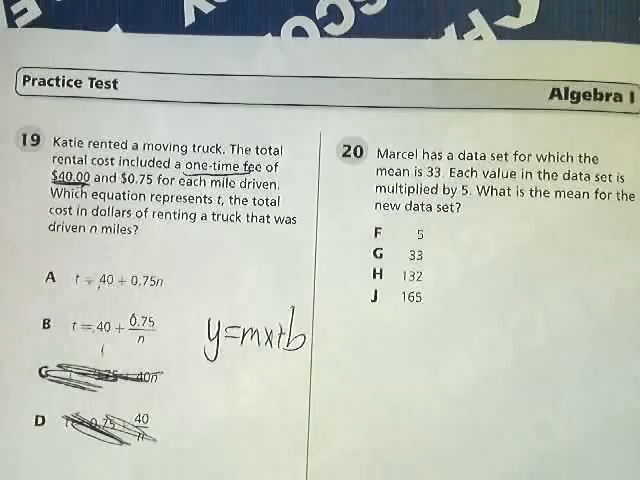 Practice Test
Algebra I
19 Katie rented a moving truck. The total
rental cost included a one-time fee of
$40.00 and $0.75 for each mile driven.
Which equation represents t, the total
cost in dollars of renting a truck that was
driven n miles?
A t = 40 + 0.75n
B t = 40 + 0.75/n
40n
D 0.75 40/n
y=mx+b
20 Marcel has a data set for which the
mean is 33. Each value in the data set is
multiplied by 5. What is the mean for the
new data set?
F 5
G 33
H 132
J 165